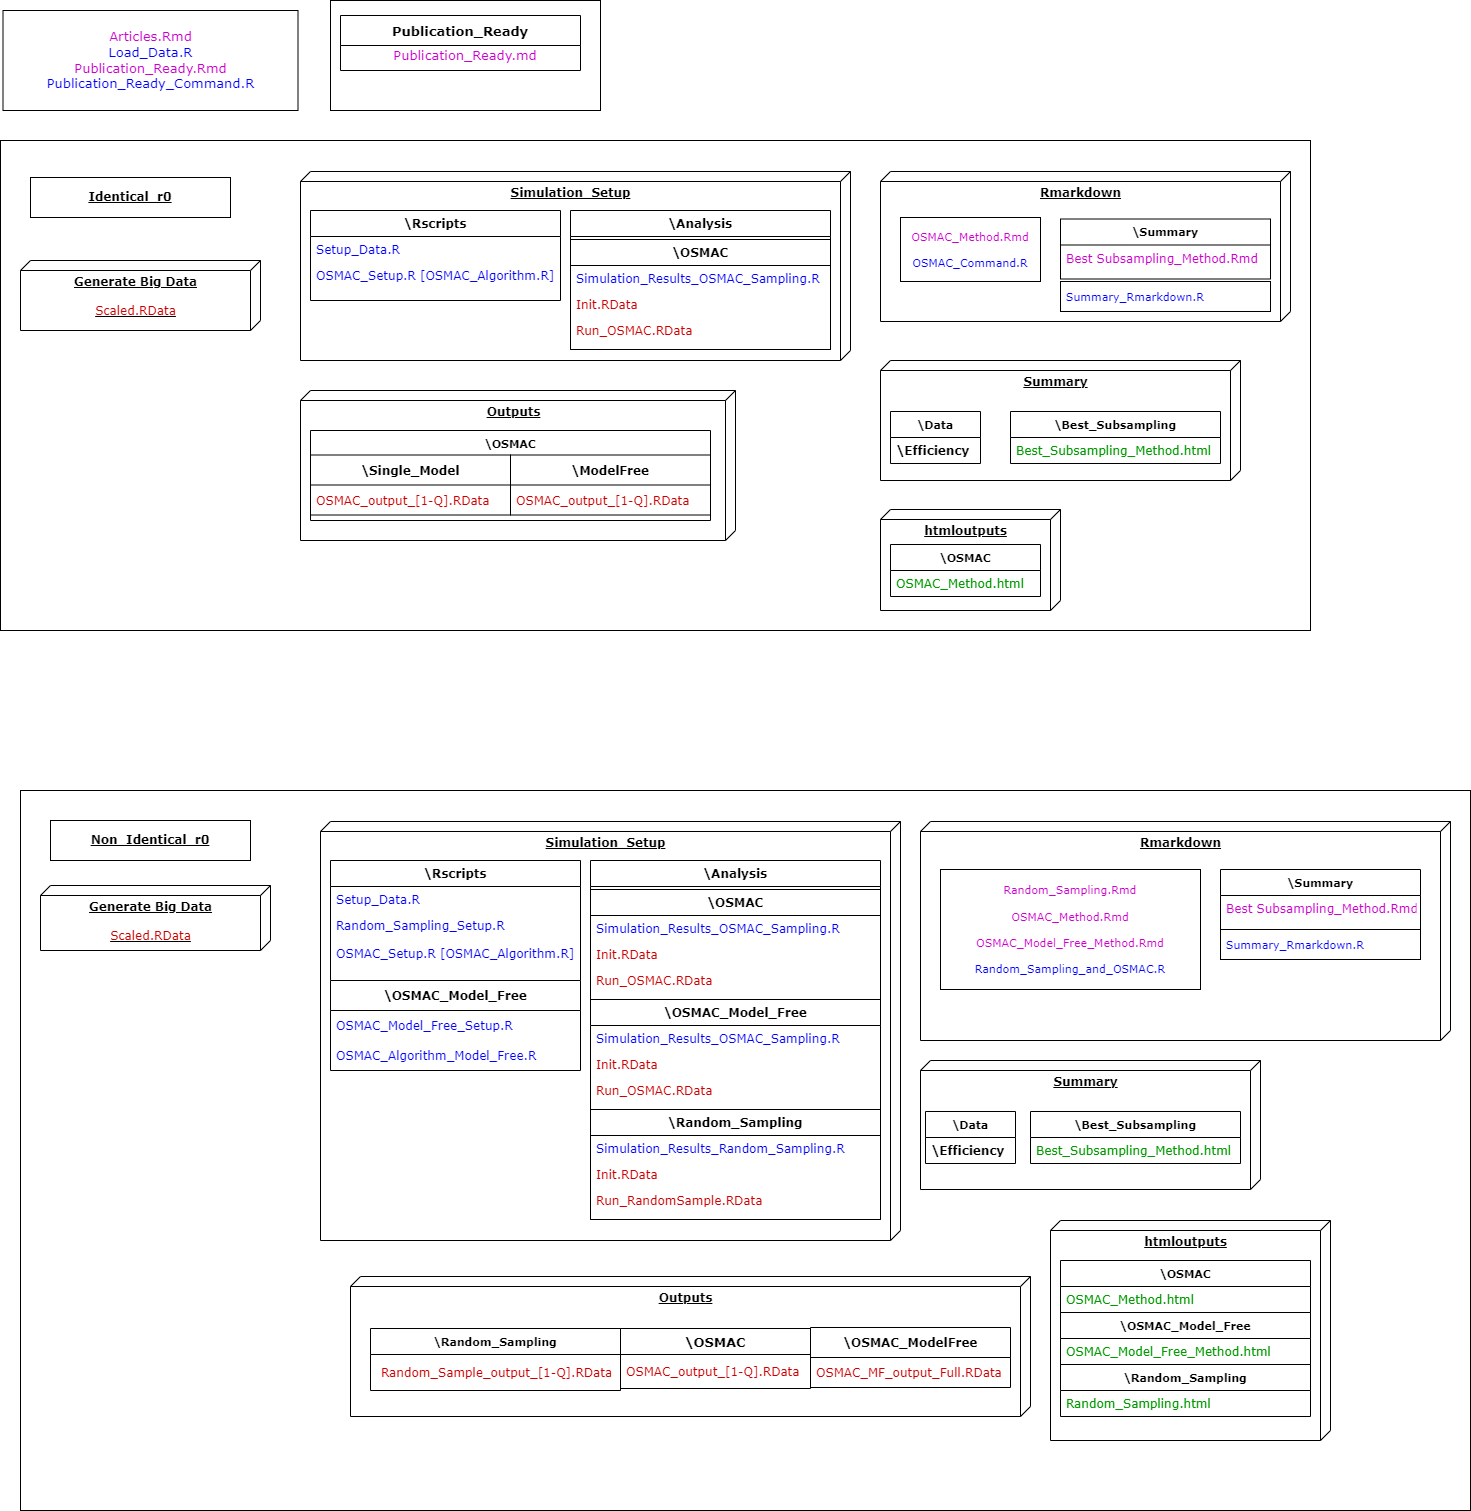 Articles.Rmd
Load_Data.R
Publication_Ready.Rmd
Publication_Ready_Command.R
Publication_Ready
Publication_Ready.md
Identical_r0
Generate Big Data
Scaled.RData
Simulation_Setup
\Rscripts
Setup_Data.R
OSMAC_Setup.R [OSMAC_Algorithm.R]
\Analysis
\OSMAC
Simulation_Results_OSMAC_Sampling.R
Init.RData
Run_OSMAC.RData
Rmarkdown
OSMAC_Method.Rmd
OSMAC_Command.R
\Summary
Best Subsampling_Method.Rmd
Summary_Rmarkdown.R
Outputs
\OSMAC
\Single_Model
\ModelFree
OSMAC_output_[1-Q].RData
OSMAC_output_[1-Q].RData
Summary
\Data
\Efficiency
\Best_Subsampling
Best_Subsampling_Method.html
htmloutputs
\OSMAC
OSMAC_Method.html
Non_Identical_r0
Generate Big Data
Scaled.RData
Simulation_Setup
\Rscripts
Setup_Data.R
Random_Sampling_Setup.R
OSMAC_Setup.R [OSMAC_Algorithm.R]
\OSMAC_Model_Free
OSMAC_Model_Free_Setup.R
OSMAC_Algorithm_Model_Free.R
\Analysis
\OSMAC
Simulation_Results_OSMAC_Sampling.R
Init.RData
Run_OSMAC.RData
\OSMAC_Model_Free
Simulation_Results_OSMAC_Sampling.R
Init.RData
Run_OSMAC.RData
\Random_Sampling
Simulation_Results_Random_Sampling.R
Init.RData
Run_RandomSample.RData
Rmarkdown
Random_Sampling.Rmd
OSMAC_Method.Rmd
OSMAC_Model_Free_Method.Rmd
Random_Sampling_and_OSMAC.R
\Summary
Best Subsampling_Method.Rmd
Summary_Rmarkdown.R
Summary
\Data
\Efficiency
\Best_Subsampling
Best_Subsampling_Method.html
Outputs
\Random_Sampling
Random_Sample_output_[1-Q].RData
\OSMAC
OSMAC_output_[1-Q].RData
\OSMAC_ModelFree
OSMAC_MF_output_Full.RData
htmloutputs
\OSMAC
OSMAC_Method.html
\OSMAC_Model_Free
OSMAC_Model_Free_Method.html
\Random_Sampling
Random_Sampling.html